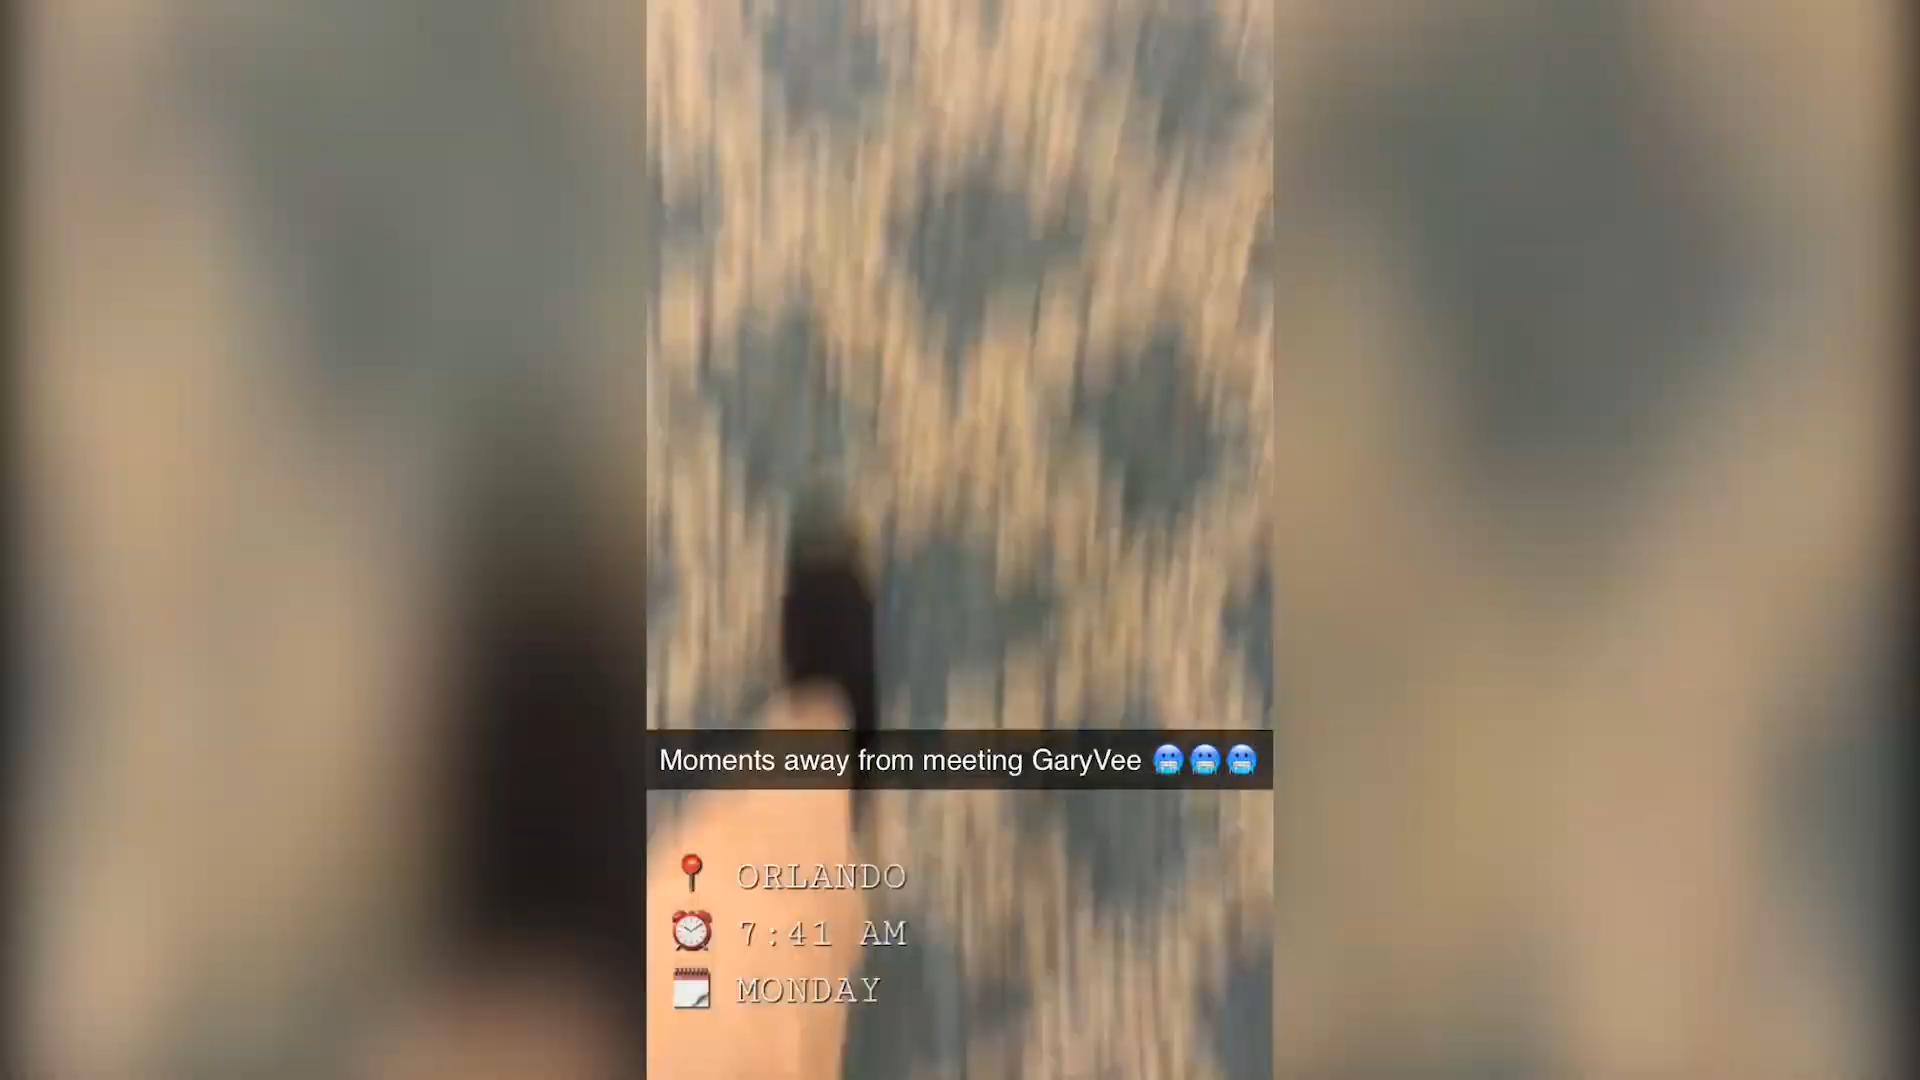 Moments away from meeting GaryVee 🥶🥶🥶
📍 ORLANDO
⏰ 7:41 AM
🗒️ MONDAY